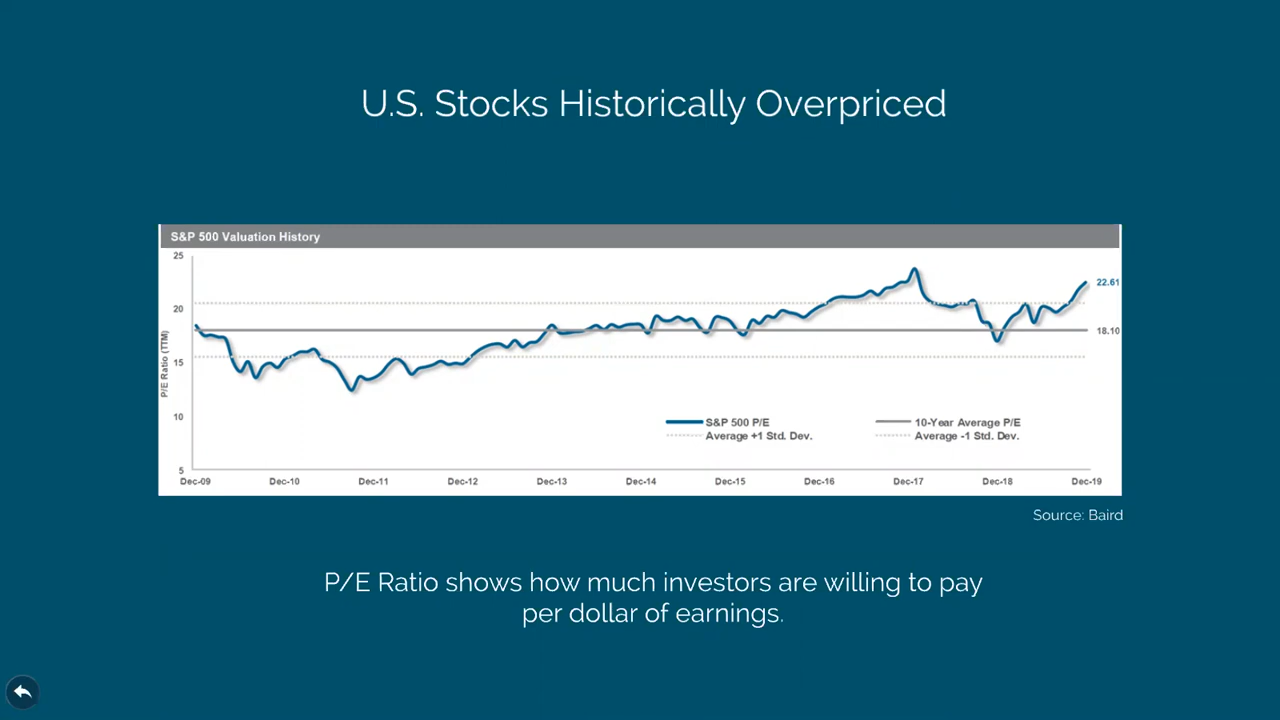 U.S. Stocks Historically Overpriced
S&P 500 Valuation History
P/E Ratio (TTM)
25
20
15
10
5
22.61
18.10
S&P 500 P/E
10-Year Average P/E
Average +1 Std. Dev.
Average -1 Std. Dev.
Dec-09 Dec-10 Dec-11 Dec-12 Dec-13 Dec-14 Dec-15 Dec-16 Dec-17 Dec-18 Dec-19
Source: Baird
P/E Ratio shows how much investors are willing to pay
per dollar of earnings.